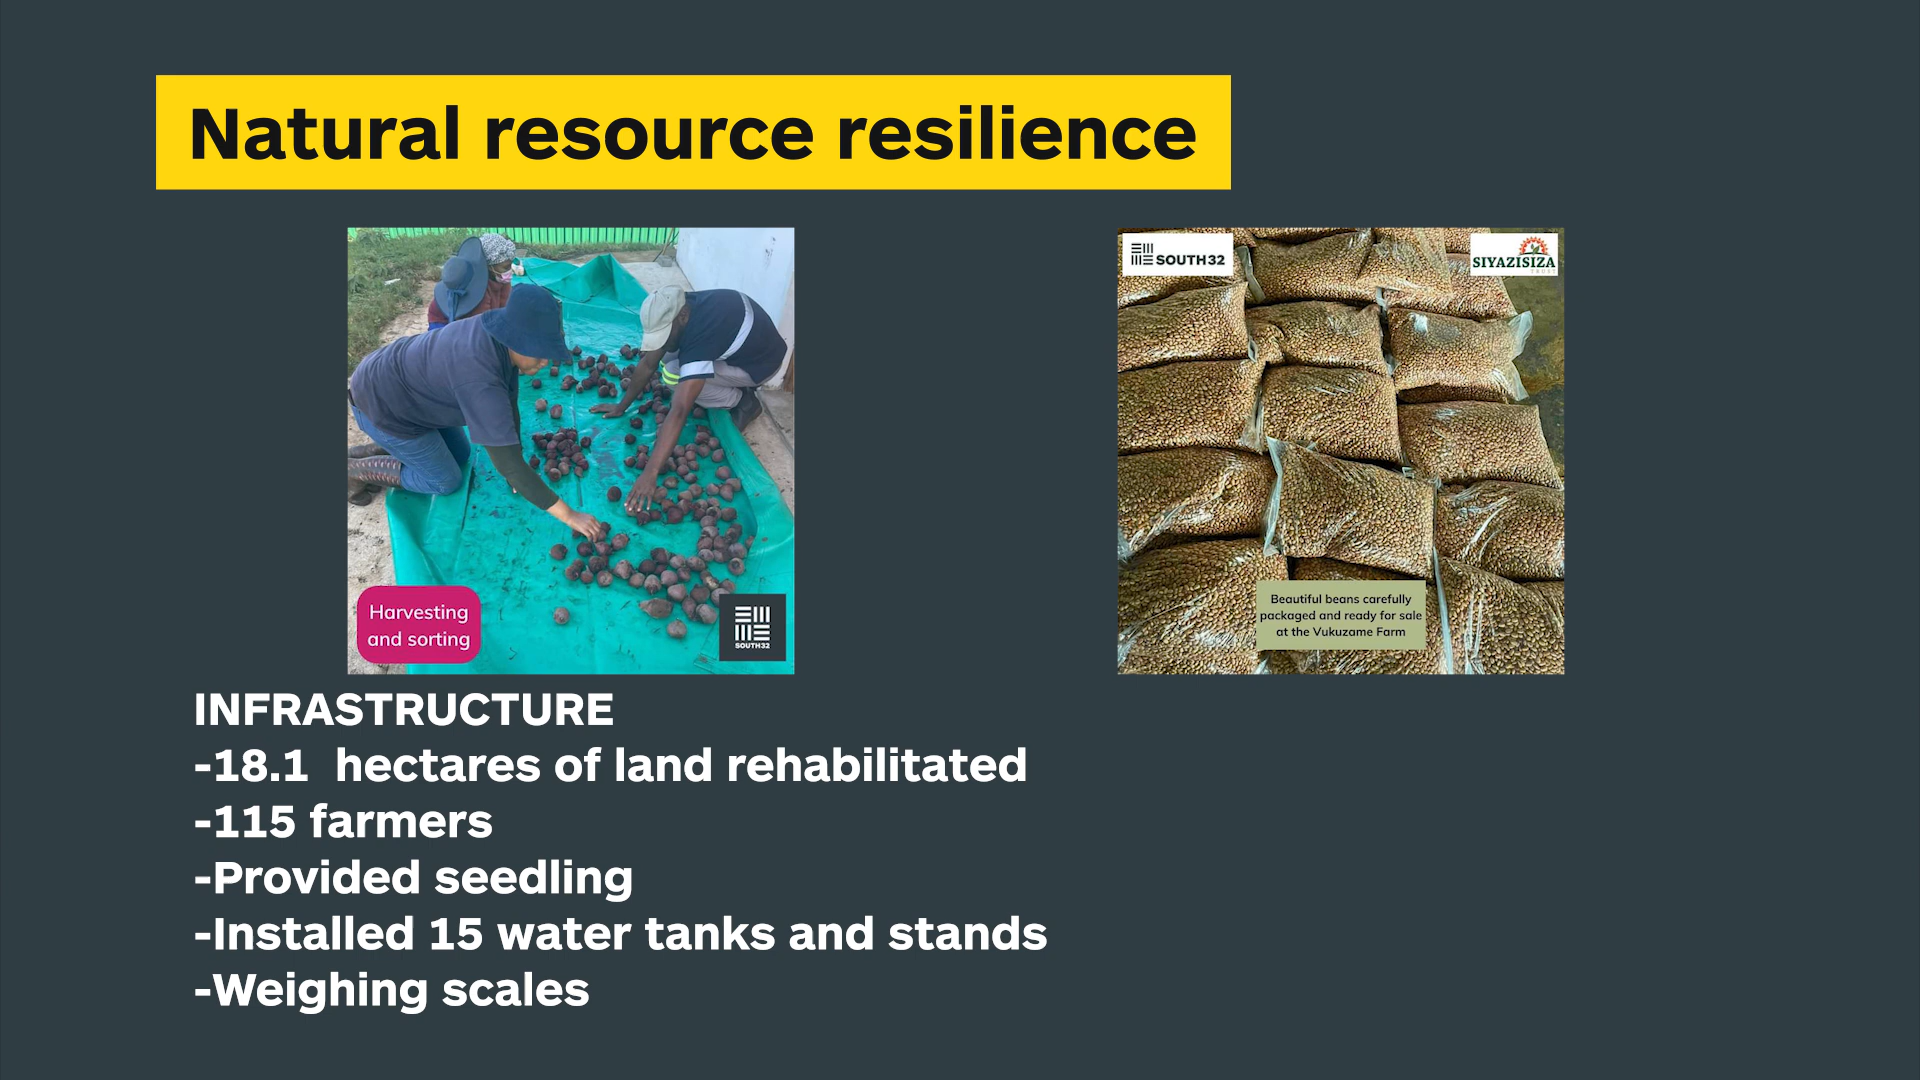 Natural resource resilience
Harvesting
and sorting
SOUTH32
SOUTH32
SIYAZISIZA
TRUST
Beautiful beans carefully
packaged and ready for sale
at the Vukuzame Farm
INFRASTRUCTURE
-18.1  hectares of land rehabilitated
-115 farmers
-Provided seedling
-Installed 15 water tanks and stands
-Weighing scales